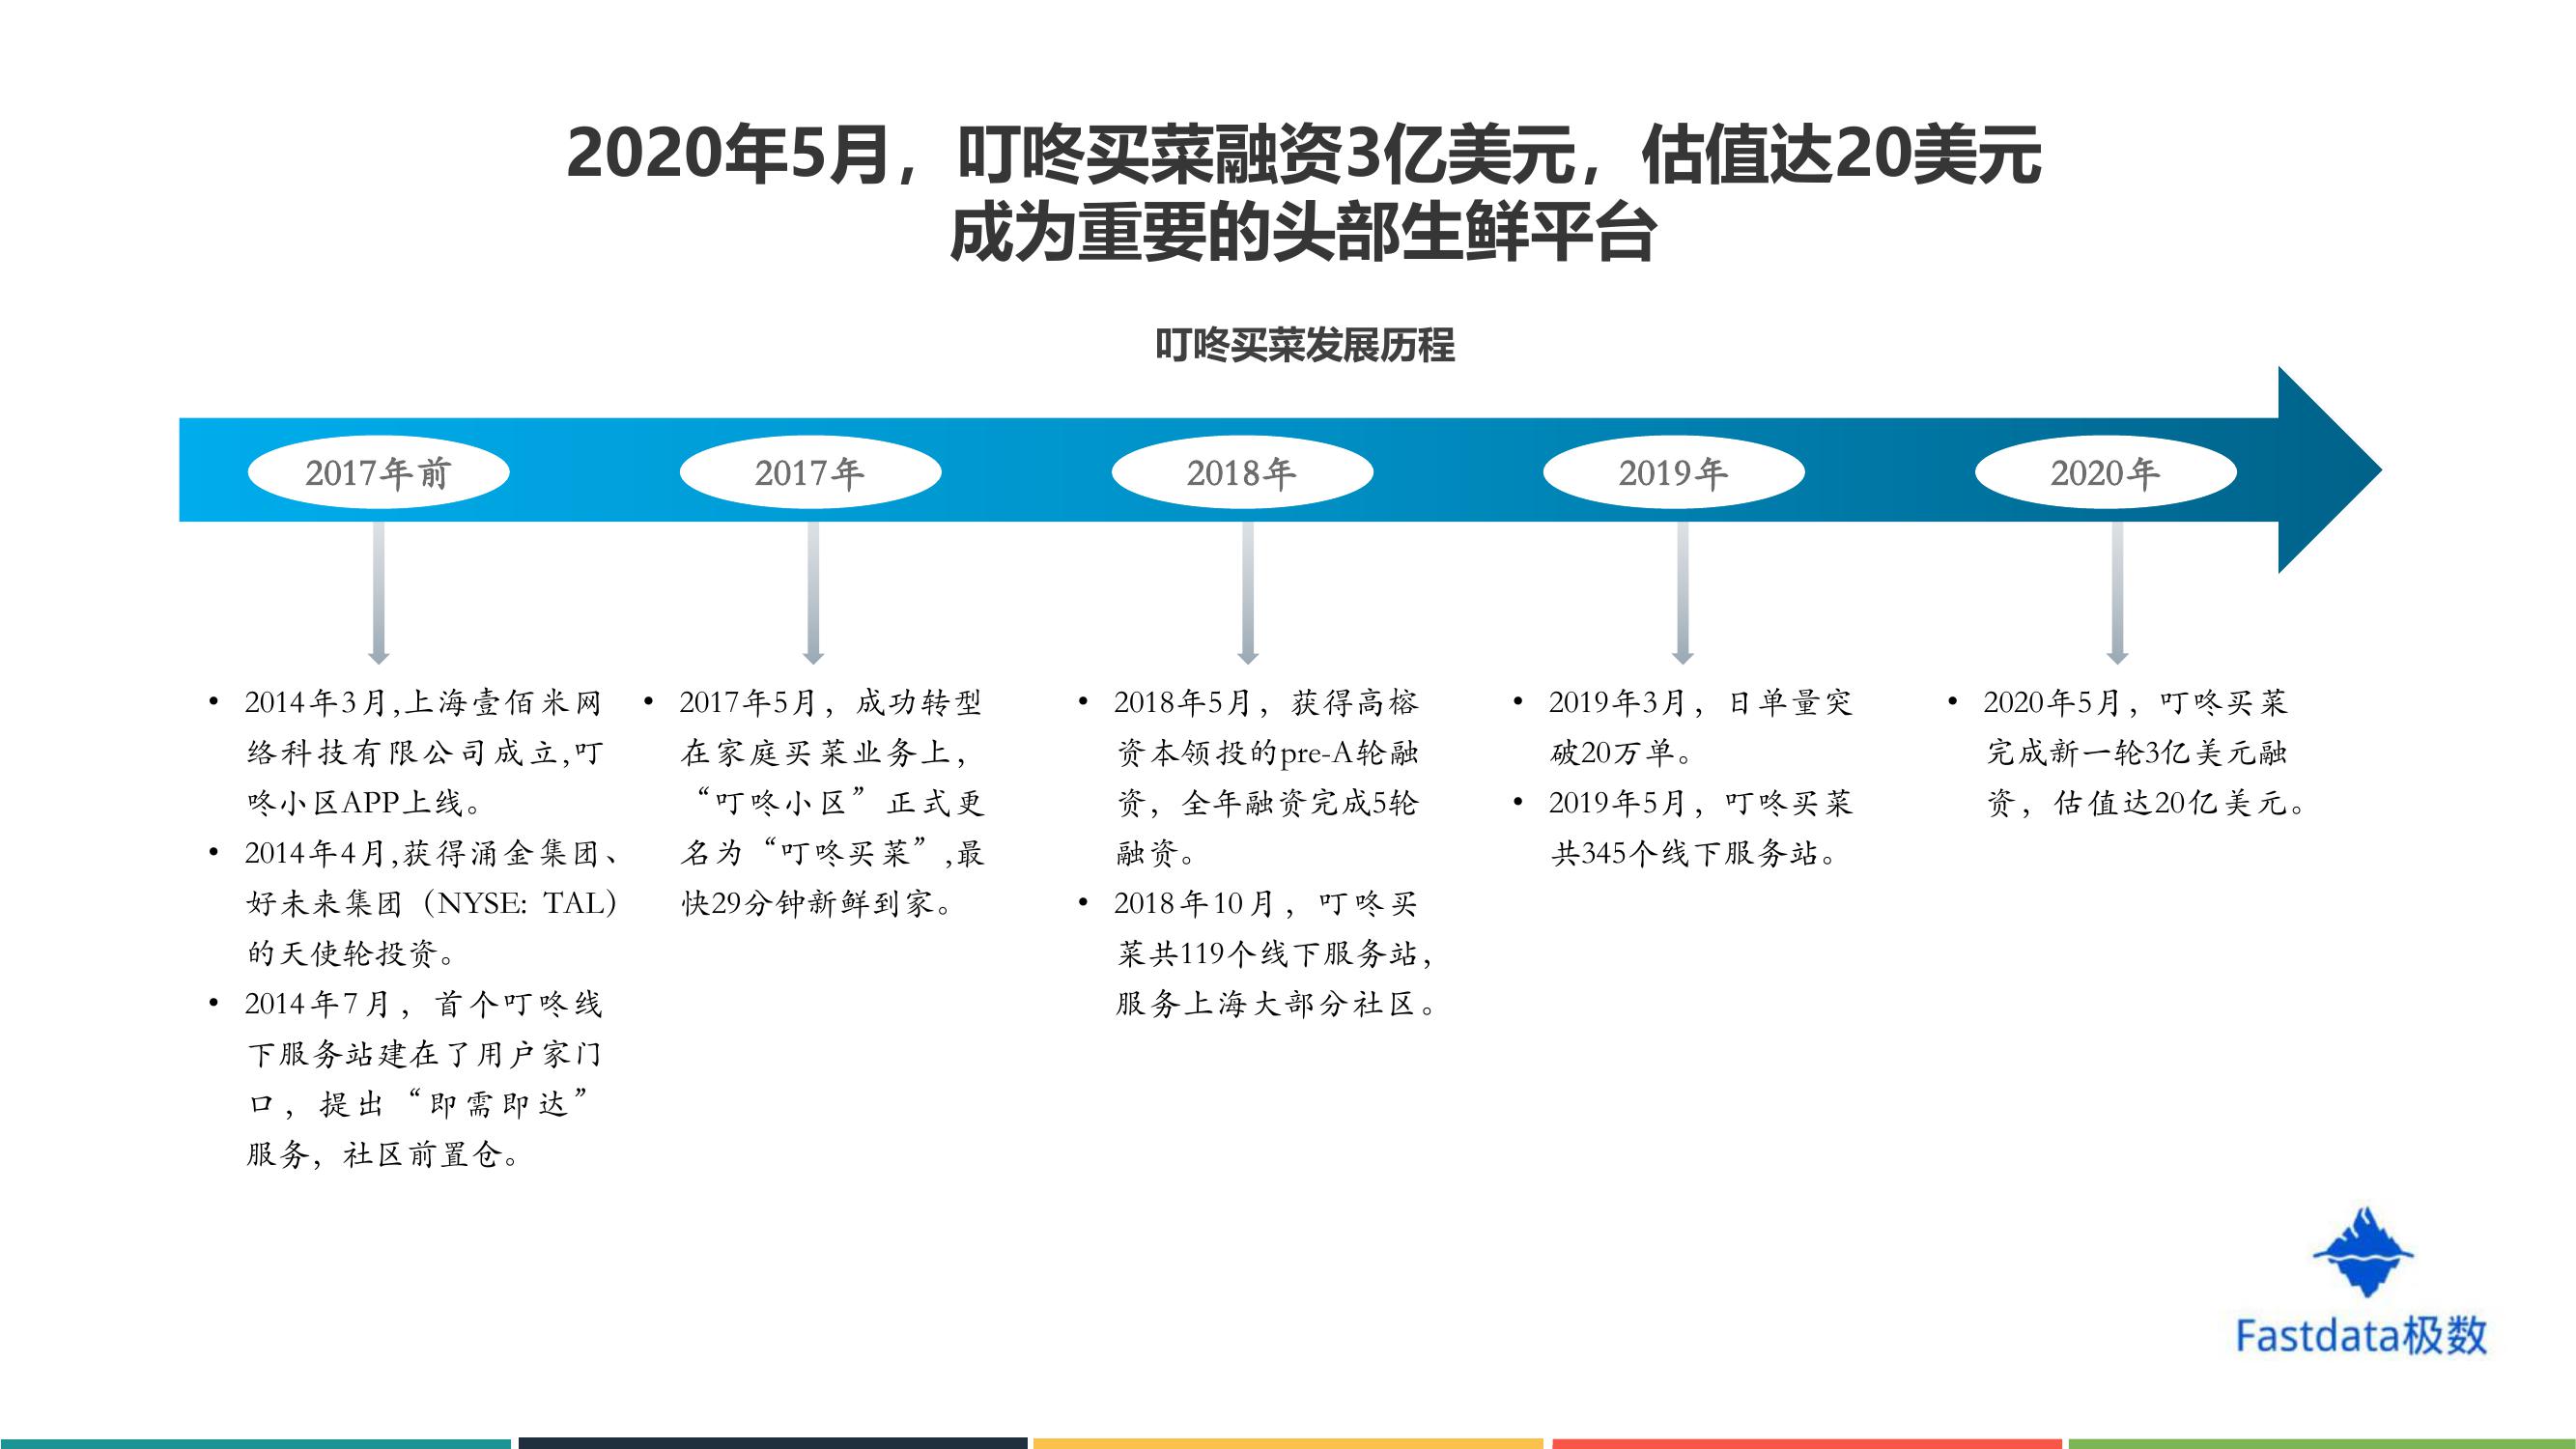 2020年5月，叮咚买菜融资3亿美元，估值达20美元
成为重要的头部生鲜平台
叮咚买菜发展历程
2017年前
2017年
2018年
2019年
2020年
• 2014年3月,上海壹佰米网
络科技有限公司成立,叮
咚小区APP上线。
• 2014年4月,获得涌金集团、
好未来集团（NYSE: TAL）
的天使轮投资。
• 2014年7月，首个叮咚线
下服务站建在了用户家门
口，提出“即需即达”
服务，社区前置仓。
• 2017年5月，成功转型
在家庭买菜业务上，
“叮咚小区”正式更
名为“叮咚买菜”,最
快29分钟新鲜到家。
• 2018年5月，获得高榕
资本领投的pre-A轮融
资，全年融资完成5轮
融资。
• 2018年10月，叮咚买
菜共119个线下服务站，
服务上海大部分社区。
• 2019年3月，日单量突
破20万单。
• 2019年5月，叮咚买菜
共345个线下服务站。
• 2020年5月，叮咚买菜
完成新一轮3亿美元融
资，估值达20亿美元。
Fastdata极数